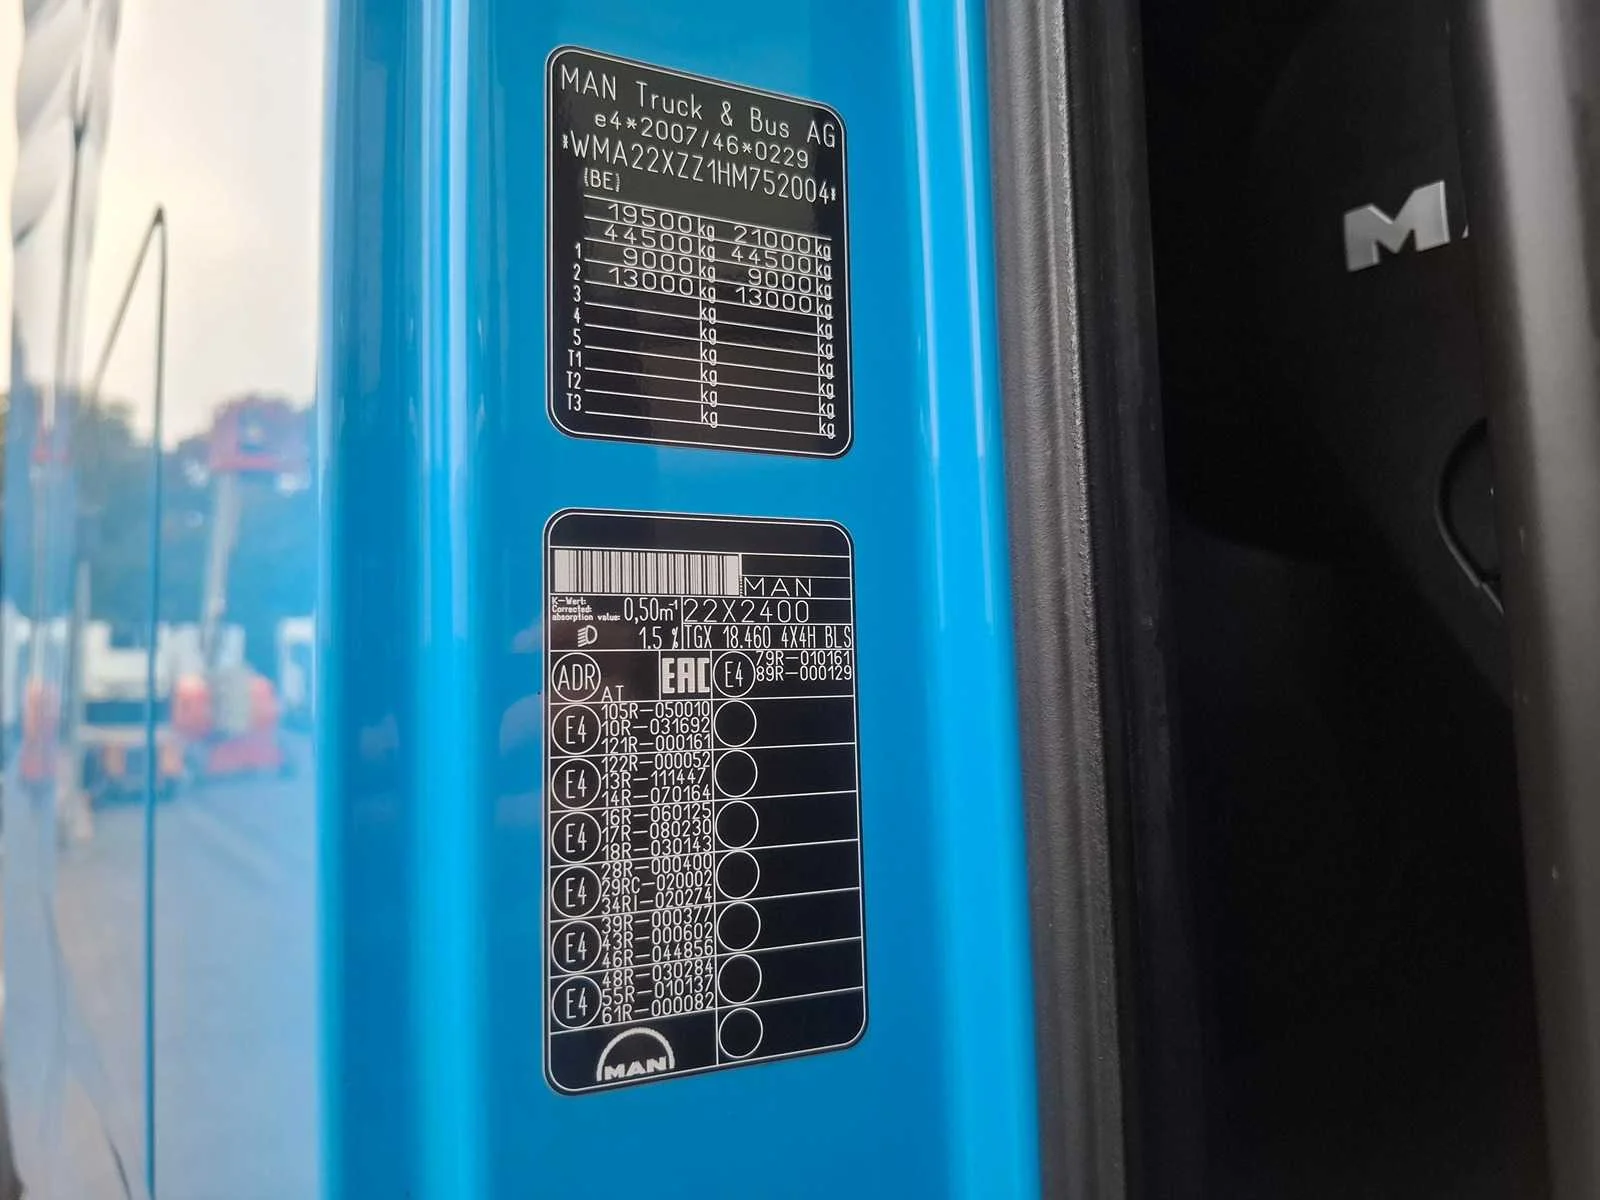 MAN Truck & Bus AG
e4*2007/46*0229
*WMA22XZZ1HM752004*
(BE)
19500 kg 21000 kg
44500 kg 44500 kg
1 9000 kg 9000 kg
2 13000 kg 13000 kg
3 kg kg
4 kg kg
5 kg kg
T1 kg kg
T2 kg kg
T3 kg kg
MAN
K-Wert:
Corrected
absorption value: 0,50m⁻¹ 22X2400
1.5 % TGX 18.460 4X4H BLS
ADR AT EAC E4 79R-010161
89R-000129
E4 105R-050010
10R-031692
121R-000161
E4 122R-000052
13R-111447
14R-070164
E4 16R-060125
17R-080230
18R-030143
E4 28R-000400
29RC-020002
34RI-020274
E4 39R-000377
43R-000602
46R-044856
E4 48R-030284
55R-010137
61R-000082
MAN